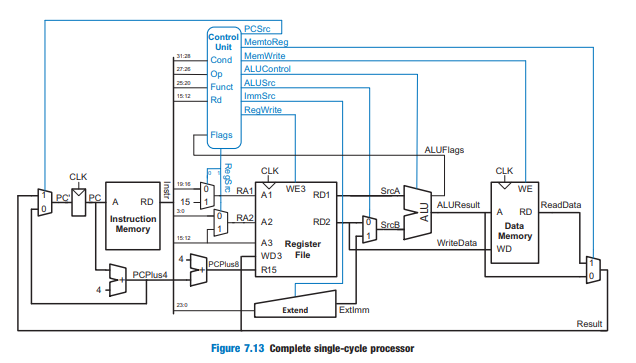 PCSrc
Control
Unit
MemtoReg
31:28
Cond
MemWrite
27:26
Op
ALUControl
25:20
Funct
ALUSrc
15:12
Rd
ImmSrc
RegWrite
Flags
ALUFlags
RegSrc
0 1
CLK
CLK
CLK
1
0
PC'
PC
A
RD
Instruction
Memory
Instr
19:16
15
0
1
RA1
A1
WE3
RD1
SrcA
ALU
ALUResult
WE
A
RD
ReadData
3:0
0
1
RA2
A2
RD2
0
1
SrcB
Data
Memory
15:12
A3
Register
File
WriteData
WD
WD3
R15
4
+
PCPlus8
PCPlus4
4
+
1
0
23:0
Extend
ExtImm
Result
Figure 7.13 Complete single-cycle processor